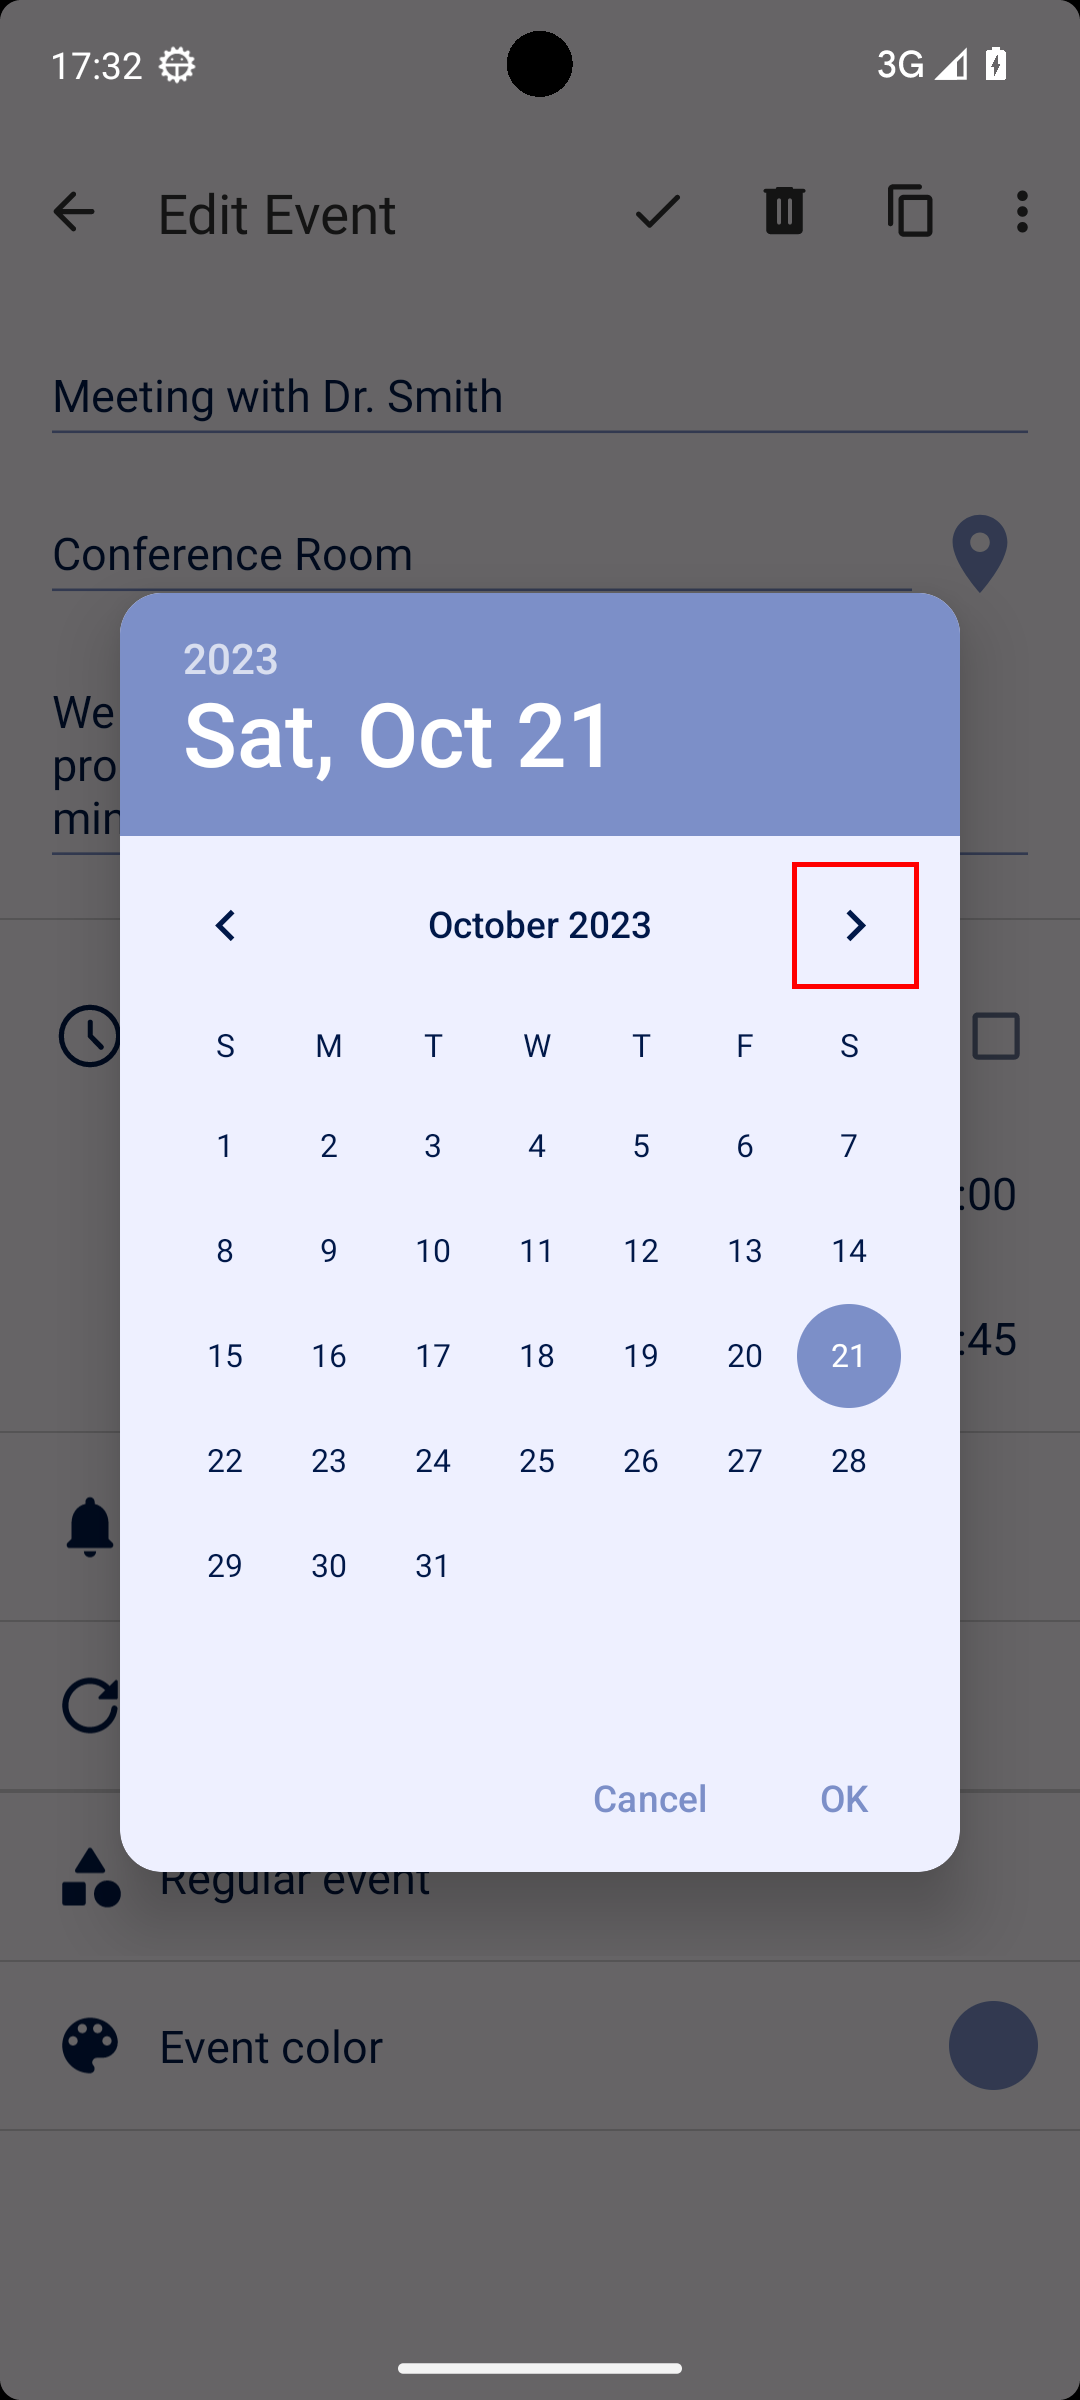 17:32
3G
Edit Event
Meeting with Dr. Smith
Conference Room
2023
Sat, Oct 21
We
pro
min
October 2023
S M T W T F S
1 2 3 4 5 6 7
:00
8 9 10 11 12 13 14
15 16 17 18 19 20 21
:45
22 23 24 25 26 27 28
29 30 31
Cancel OK
Regular event
Event color